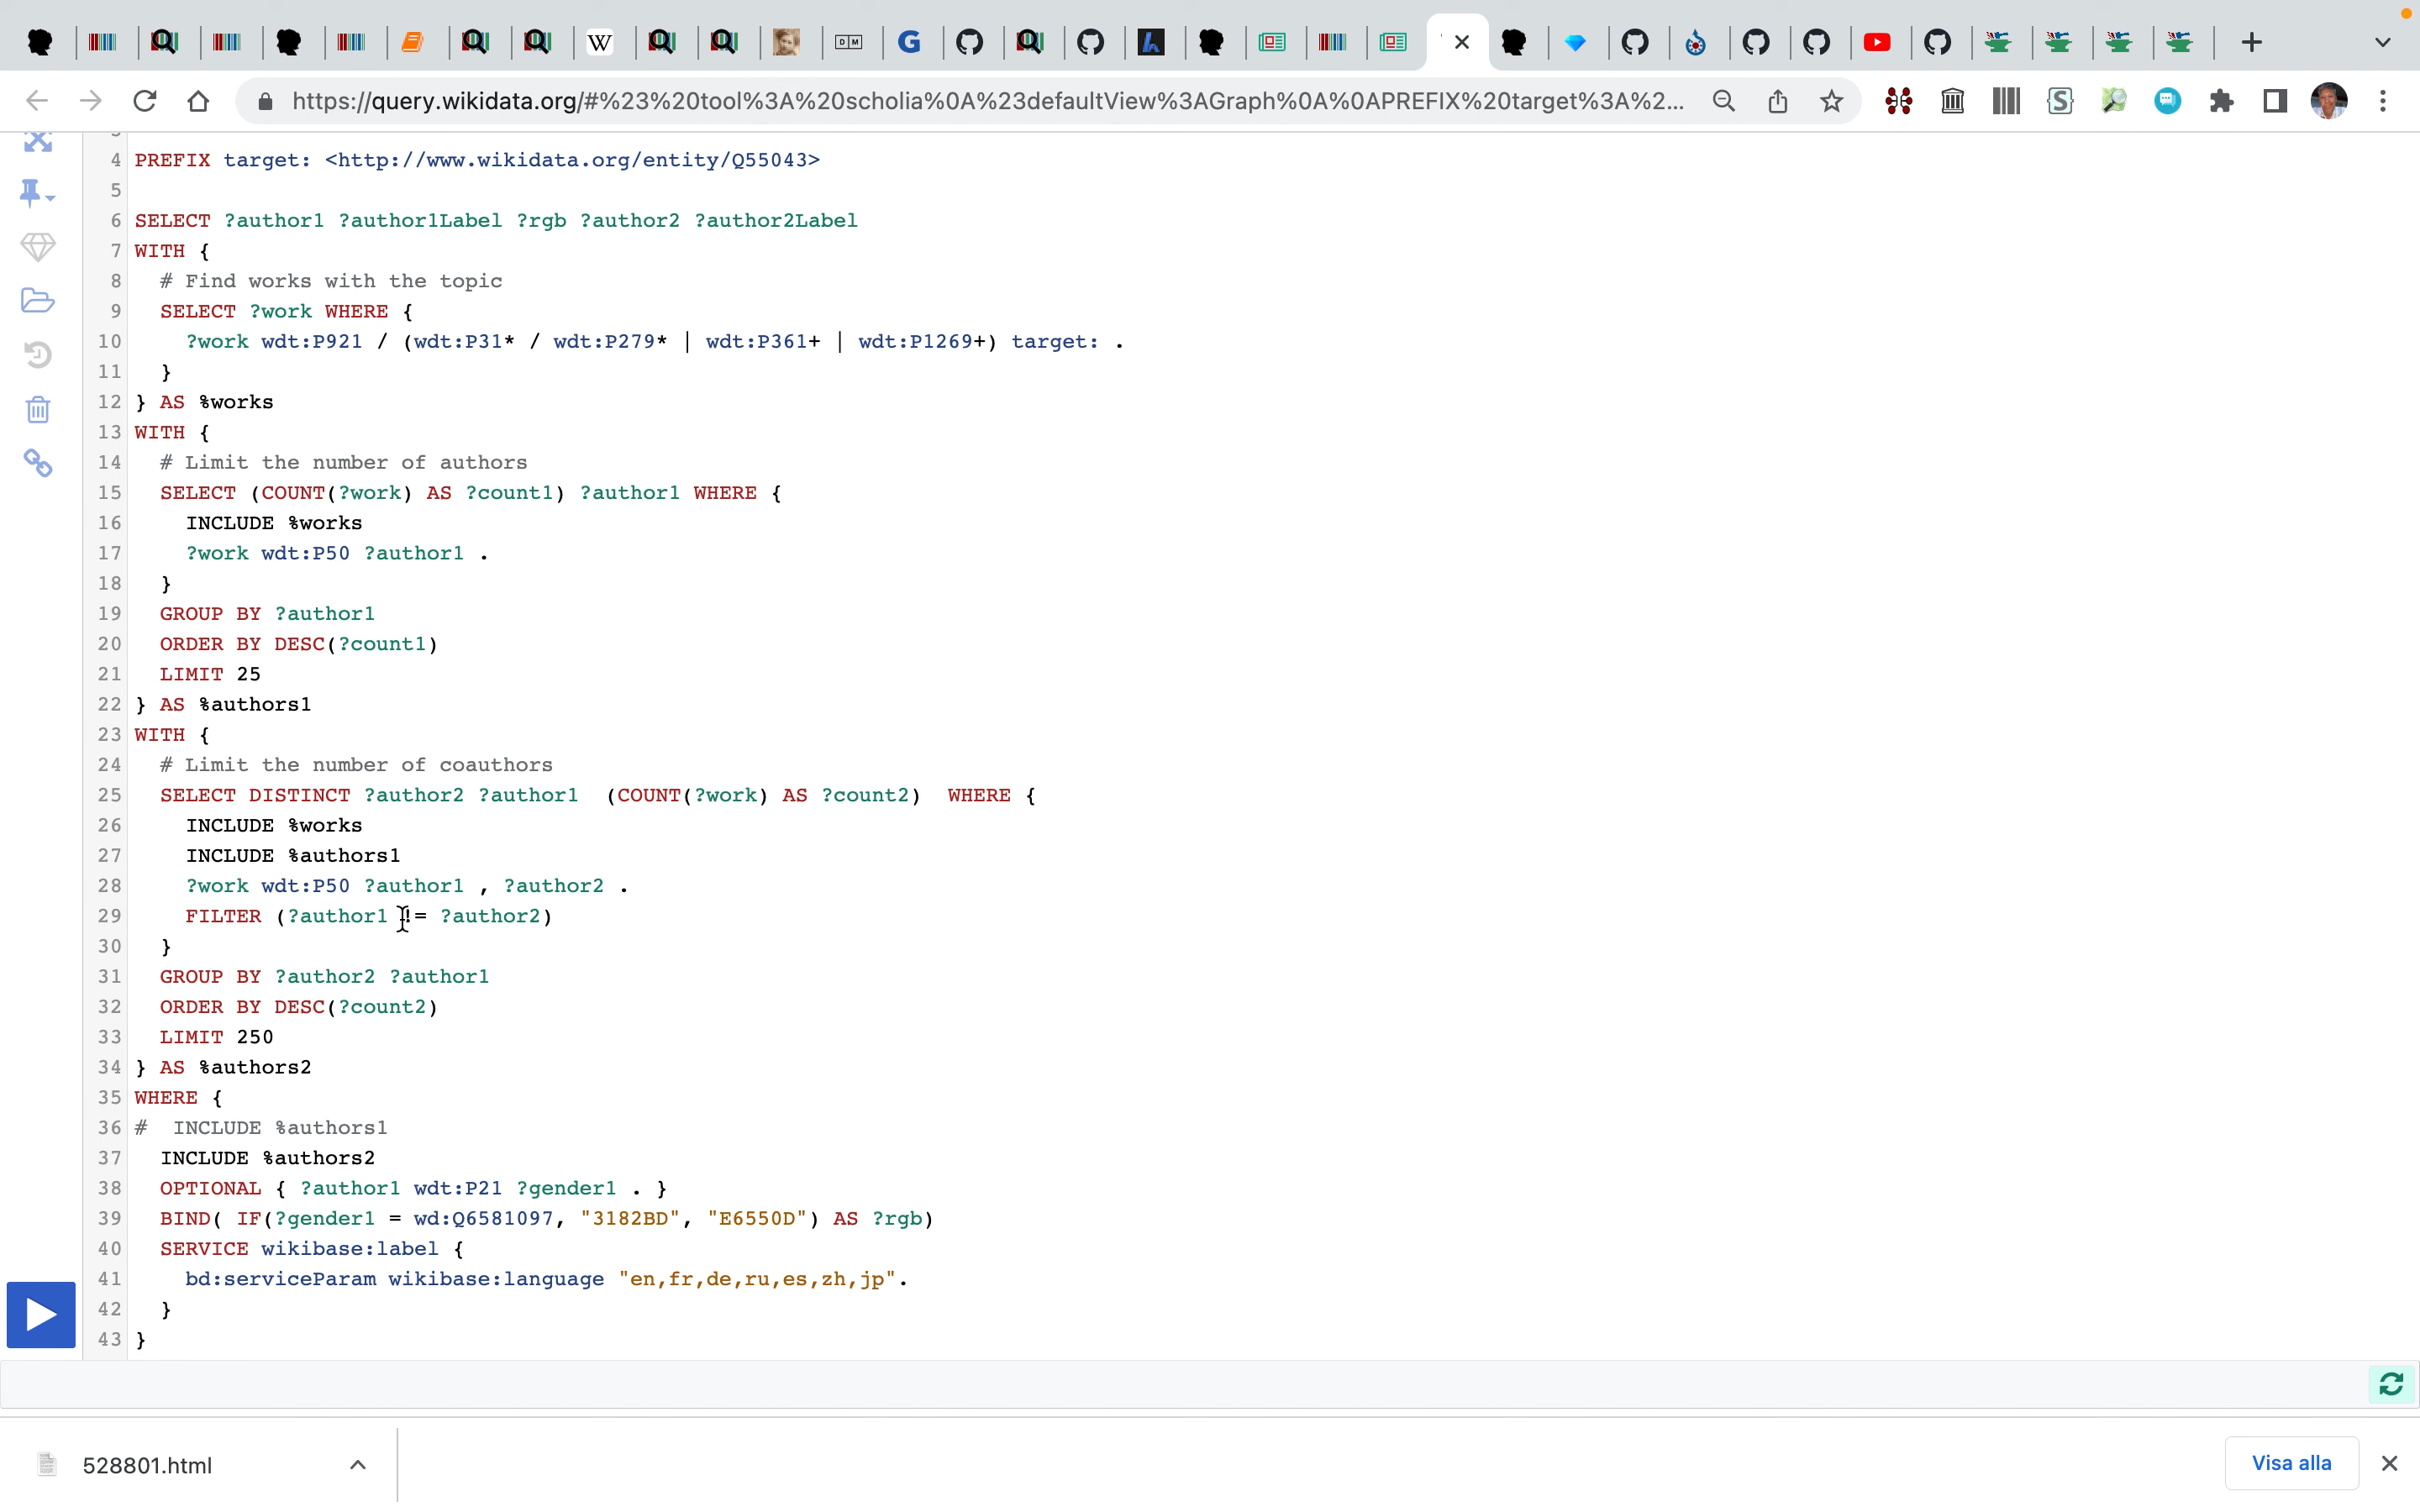 W
D M
G
https://query.wikidata.org/#%23%20tool%3A%20scholia%0A%23defaultView%3AGraph%0A%0APREFIX%20target%3A%2...
4 PREFIX target: <http://www.wikidata.org/entity/Q55043>
5
6 SELECT ?author1 ?author1Label ?rgb ?author2 ?author2Label
7 WITH {
8 # Find works with the topic
9 SELECT ?work WHERE {
10 ?work wdt:P921 / (wdt:P31* / wdt:P279* | wdt:P361+ | wdt:P1269+) target: .
11 }
12 } AS %works
13 WITH {
14 # Limit the number of authors
15 SELECT (COUNT(?work) AS ?count1) ?author1 WHERE {
16 INCLUDE %works
17 ?work wdt:P50 ?author1 .
18 }
19 GROUP BY ?author1
20 ORDER BY DESC(?count1)
21 LIMIT 25
22 } AS %authors1
23 WITH {
24 # Limit the number of coauthors
25 SELECT DISTINCT ?author2 ?author1 (COUNT(?work) AS ?count2) WHERE {
26 INCLUDE %works
27 INCLUDE %authors1
28 ?work wdt:P50 ?author1 , ?author2 .
29 FILTER (?author1 != ?author2)
30 }
31 GROUP BY ?author2 ?author1
32 ORDER BY DESC(?count2)
33 LIMIT 250
34 } AS %authors2
35 WHERE {
36 # INCLUDE %authors1
37 INCLUDE %authors2
38 OPTIONAL { ?author1 wdt:P21 ?gender1 . }
39 BIND( IF(?gender1 = wd:Q6581097, "3182BD", "E6550D") AS ?rgb)
40 SERVICE wikibase:label {
41 bd:serviceParam wikibase:language "en,fr,de,ru,es,zh,jp".
42 }
43 }
528801.html
Visa alla